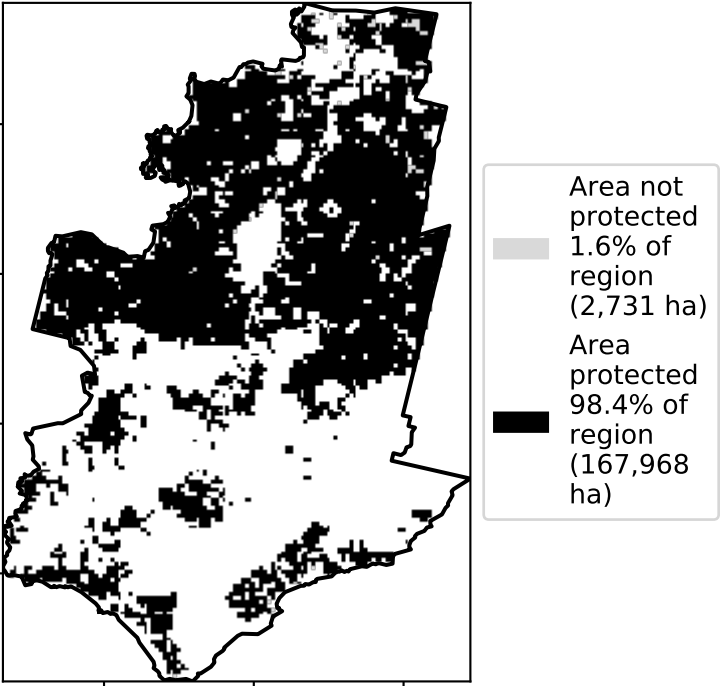 Area not
protected
1.6% of
region
(2,731 ha)
Area
protected
98.4% of
region
(167,968
ha)